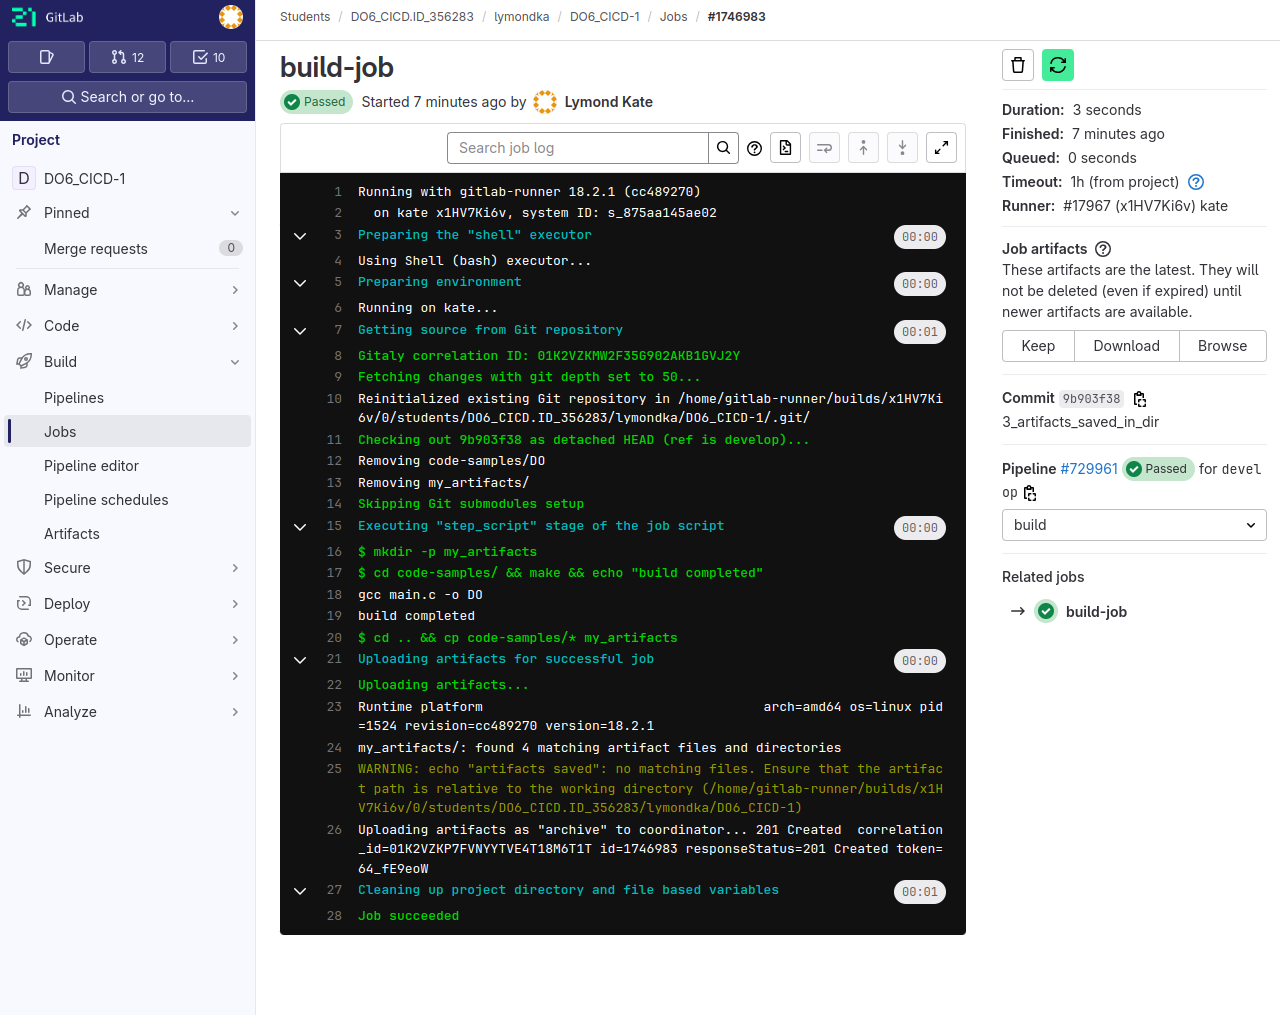 GitLab
12
10
Search or go to...
Project
D DO6_CICD-1
Pinned
Merge requests 0
Manage
Code
Build
Pipelines
Jobs
Pipeline editor
Pipeline schedules
Artifacts
Secure
Deploy
Operate
Monitor
Analyze
Students / DO6_CICD.ID_356283 / lymondka / DO6_CICD-1 / Jobs / #1746983
build-job
Passed Started 7 minutes ago by Lymond Kate
Search job log
1 Running with gitlab-runner 18.2.1 (cc489270)
2 on kate x1HV7Ki6v, system ID: s_875aa145ae02
3 Preparing the "shell" executor 00:00
4 Using Shell (bash) executor...
5 Preparing environment 00:00
6 Running on kate...
7 Getting source from Git repository 00:01
8 Gitaly correlation ID: 01K2VZKMW2F35G902AKB1GVJ2Y
9 Fetching changes with git depth set to 50...
10 Reinitialized existing Git repository in /home/gitlab-runner/builds/x1HV7Ki
6v/0/students/DO6_CICD.ID_356283/lymondka/DO6_CICD-1/.git/
11 Checking out 9b903f38 as detached HEAD (ref is develop)...
12 Removing code-samples/DO
13 Removing my_artifacts/
14 Skipping Git submodules setup
15 Executing "step_script" stage of the job script 00:00
16 $ mkdir -p my_artifacts
17 $ cd code-samples/ && make && echo "build completed"
18 gcc main.c -o DO
19 build completed
20 $ cd .. && cp code-samples/* my_artifacts
21 Uploading artifacts for successful job 00:00
22 Uploading artifacts...
23 Runtime platform arch=amd64 os=linux pid
=1524 revision=cc489270 version=18.2.1
24 my_artifacts/: found 4 matching artifact files and directories
25 WARNING: echo "artifacts saved": no matching files. Ensure that the artifac
t path is relative to the working directory (/home/gitlab-runner/builds/x1H
V7Ki6v/0/students/DO6_CICD.ID_356283/lymondka/DO6_CICD-1)
26 Uploading artifacts as "archive" to coordinator... 201 Created correlation
_id=01K2VZKP7FVNYYTVE4T18M6T1T id=1746983 responseStatus=201 Created token=
64_fE9eoW
27 Cleaning up project directory and file based variables 00:01
28 Job succeeded
Duration: 3 seconds
Finished: 7 minutes ago
Queued: 0 seconds
Timeout: 1h (from project)
Runner: #17967 (x1HV7Ki6v) kate
Job artifacts
These artifacts are the latest. They will
not be deleted (even if expired) until
newer artifacts are available.
Keep Download Browse
Commit 9b903f38
3_artifacts_saved_in_dir
Pipeline #729961 Passed for devel
op
build
Related jobs
→ build-job